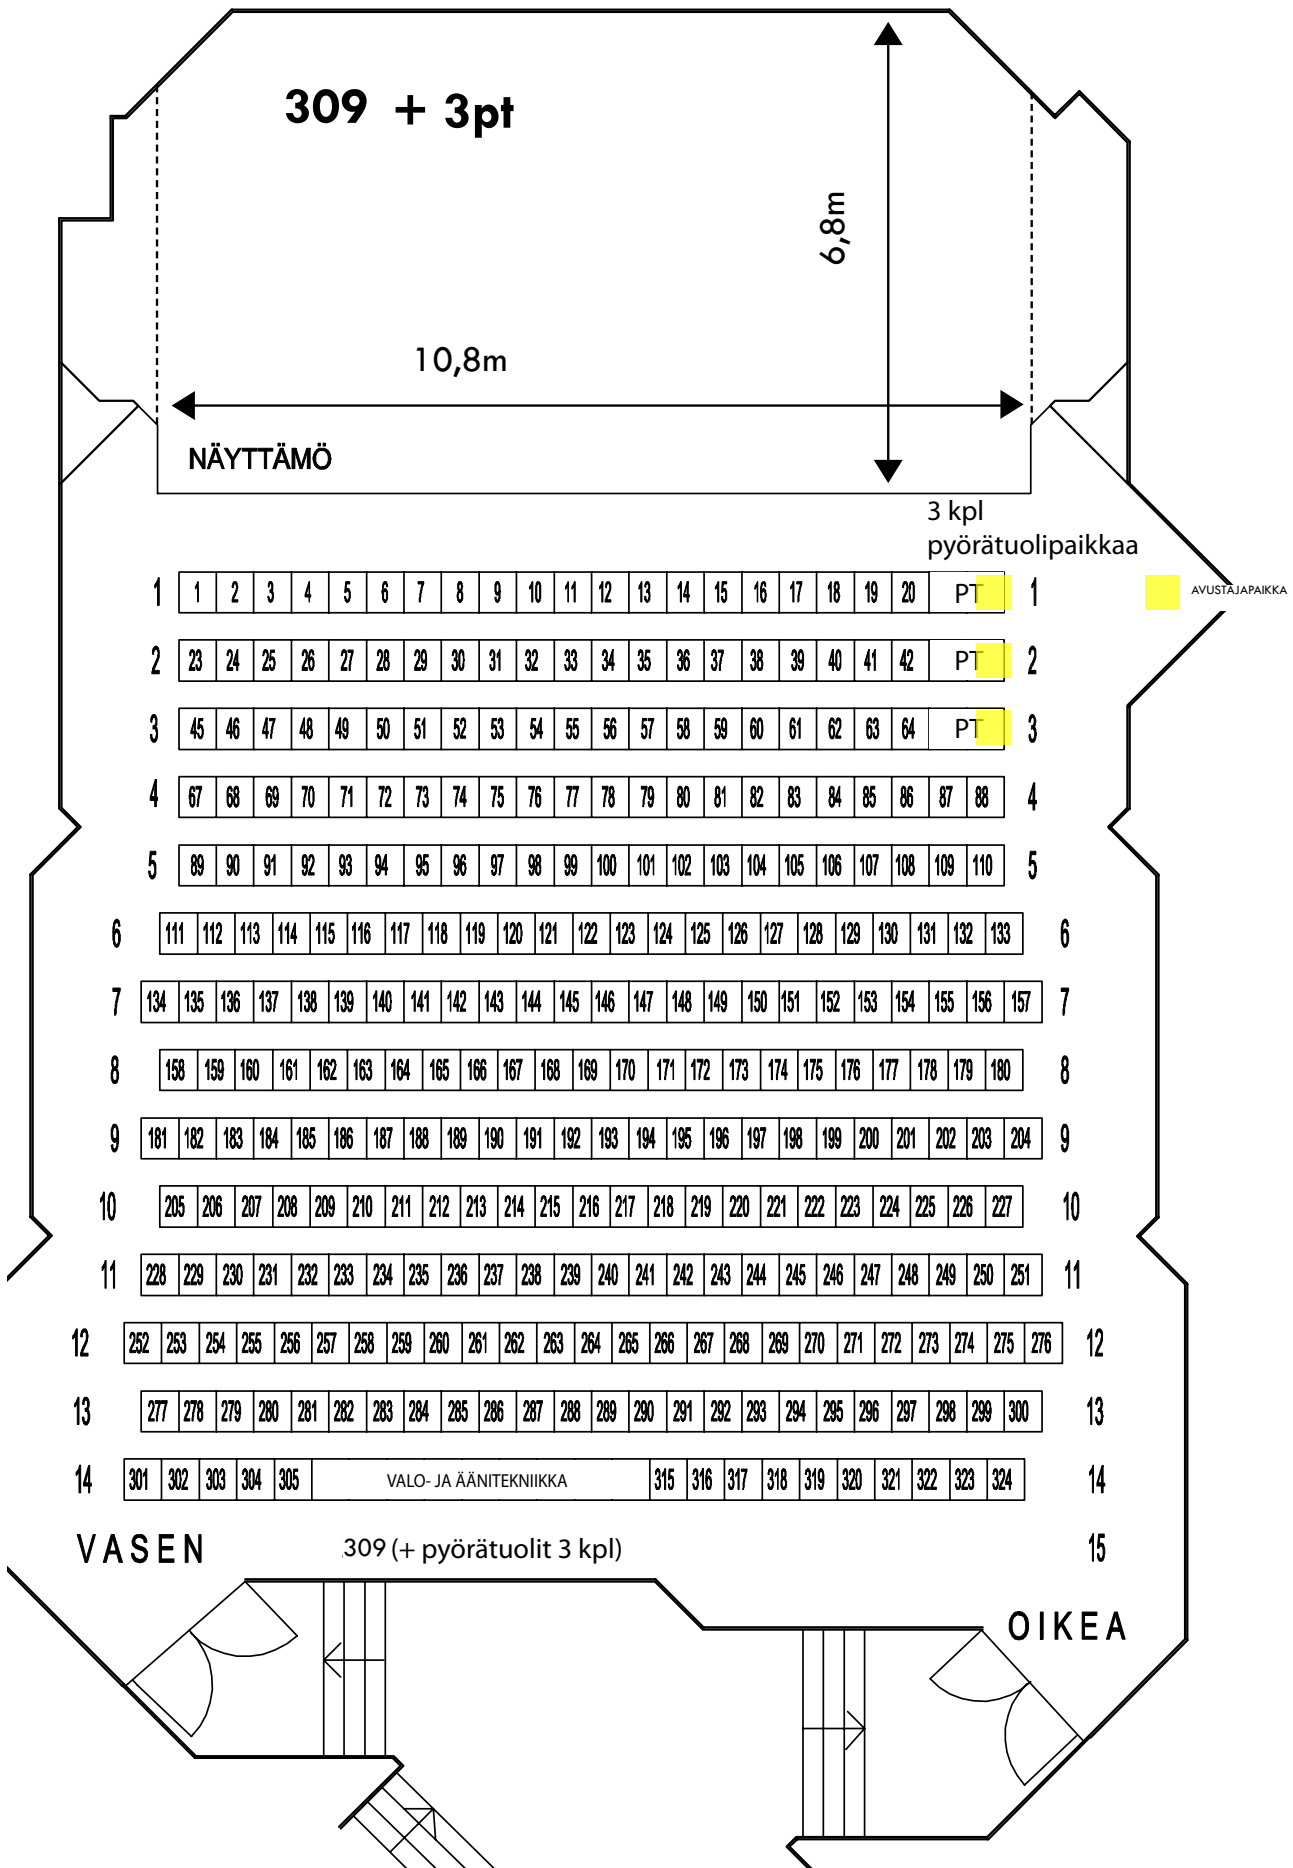 309 + 3pt
6,8m
10,8m
NÄYTTÄMÖ
3 kpl
pyörätuolipaikkaa
1 1 2 3 4 5 6 7 8 9 10 11 12 13 14 15 16 17 18 19 20 PT 1
AVUSTAJAPAIKKA
2 23 24 25 26 27 28 29 30 31 32 33 34 35 36 37 38 39 40 41 42 PT 2
3 45 46 47 48 49 50 51 52 53 54 55 56 57 58 59 60 61 62 63 64 PT 3
4 67 68 69 70 71 72 73 74 75 76 77 78 79 80 81 82 83 84 85 86 87 88 4
5 89 90 91 92 93 94 95 96 97 98 99 100 101 102 103 104 105 106 107 108 109 110 5
6 111 112 113 114 115 116 117 118 119 120 121 122 123 124 125 126 127 128 129 130 131 132 133 6
7 134 135 136 137 138 139 140 141 142 143 144 145 146 147 148 149 150 151 152 153 154 155 156 157 7
8 158 159 160 161 162 163 164 165 166 167 168 169 170 171 172 173 174 175 176 177 178 179 180 8
9 181 182 183 184 185 186 187 188 189 190 191 192 193 194 195 196 197 198 199 200 201 202 203 204 9
10 205 206 207 208 209 210 211 212 213 214 215 216 217 218 219 220 221 222 223 224 225 226 227 10
11 228 229 230 231 232 233 234 235 236 237 238 239 240 241 242 243 244 245 246 247 248 249 250 251 11
12 252 253 254 255 256 257 258 259 260 261 262 263 264 265 266 267 268 269 270 271 272 273 274 275 276 12
13 277 278 279 280 281 282 283 284 285 286 287 288 289 290 291 292 293 294 295 296 297 298 299 300 13
14 301 302 303 304 305 VALO- JA ÄÄNITEKNIIKKA 315 316 317 318 319 320 321 322 323 324 14
VASEN 309 (+ pyörätuolit 3 kpl) 15
OIKEA